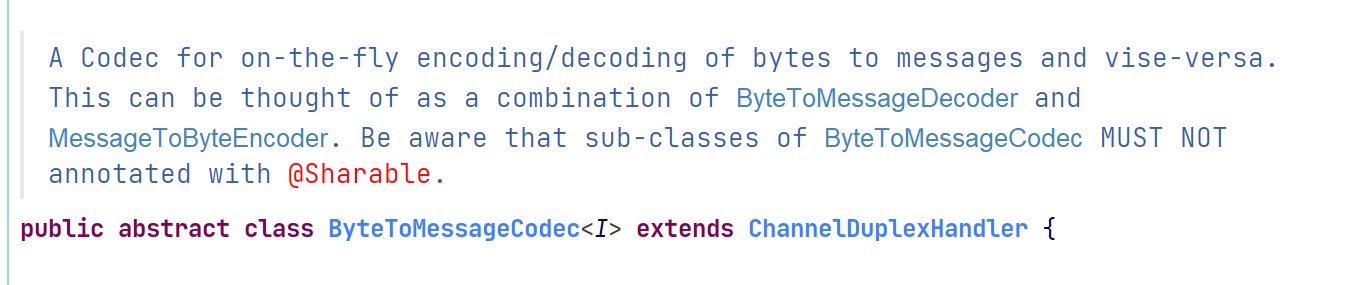 A Codec for on-the-fly encoding/decoding of bytes to messages and vise-versa.
This can be thought of as a combination of ByteToMessageDecoder and
MessageToByteEncoder. Be aware that sub-classes of ByteToMessageCodec MUST NOT
annotated with @Sharable.
public abstract class ByteToMessageCodec<I> extends ChannelDuplexHandler {